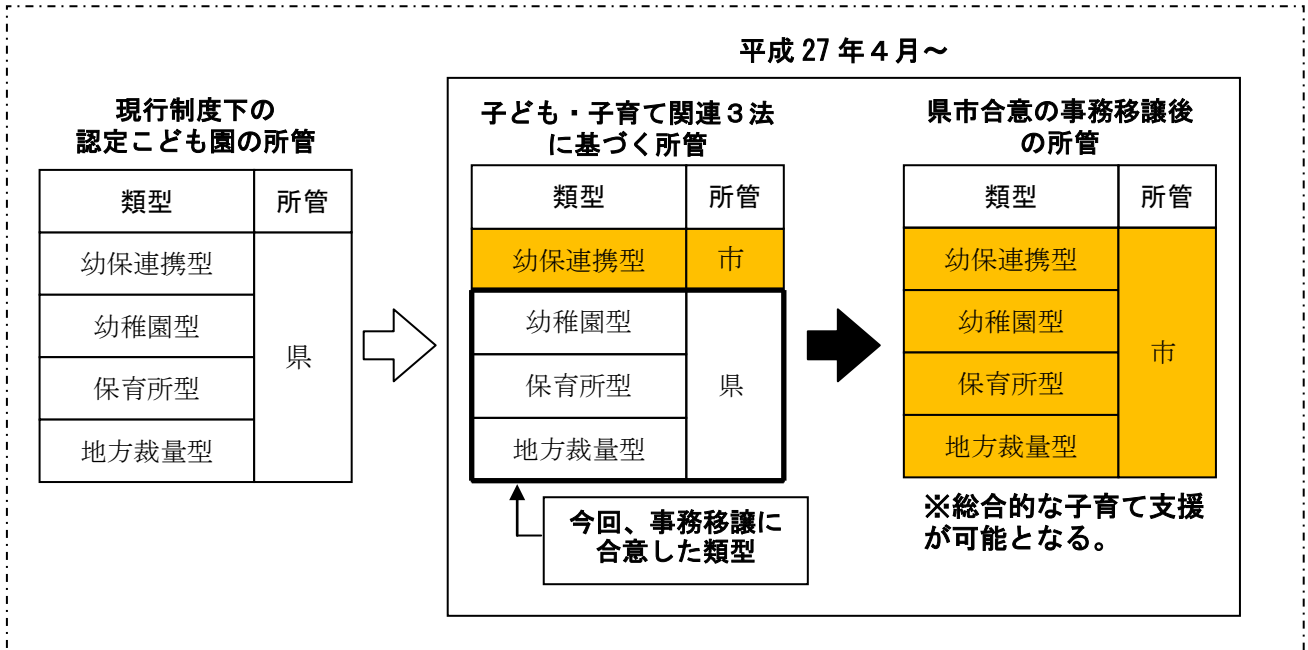 平成 27 年４月～
現行制度下の
認定こども園の所管
類型 所管
幼保連携型
幼稚園型
保育所型
地方裁量型
県
子ども・子育て関連３法
に基づく所管
類型 所管
幼保連携型 市
幼稚園型
保育所型
地方裁量型
県
今回、事務移譲に
合意した類型
県市合意の事務移譲後
の所管
類型 所管
幼保連携型
幼稚園型
保育所型
地方裁量型
市
※総合的な子育て支援
が可能となる。